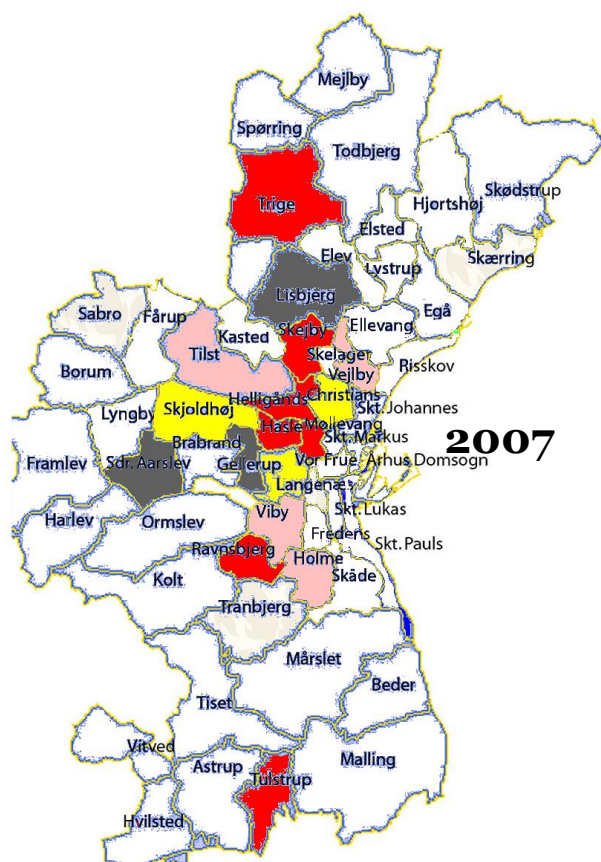 Mejlby
Spørring
Todbjerg
Skødstrup
Trige
Hjortshøj
Elsted
Elev
Lystrup
Skærring
Lisbjerg
Sabro
Fårup
Egå
Kasted
Skejby
Ellevang
Tilst
Skelager
Risskov
Borum
Vejlby
Helligånds
Christians
Skt. Johannes
Lyngby
Skjoldhøj
Hasle
Møllevang
Skt. Markus
2007
Brabrand
Framlev
Sdr. Aarslev
Gellerup
Vor Frue
Århus Domsogn
Langenæs
Harlev
Ormslev
Viby
Skt. Lukas
Fredens
Skt. Pauls
Ravnsbjerg
Holme
Kolt
Skåde
Tranbjerg
Mårslet
Beder
Tiset
Vitved
Astrup
Malling
Tulstrup
Hvilsted